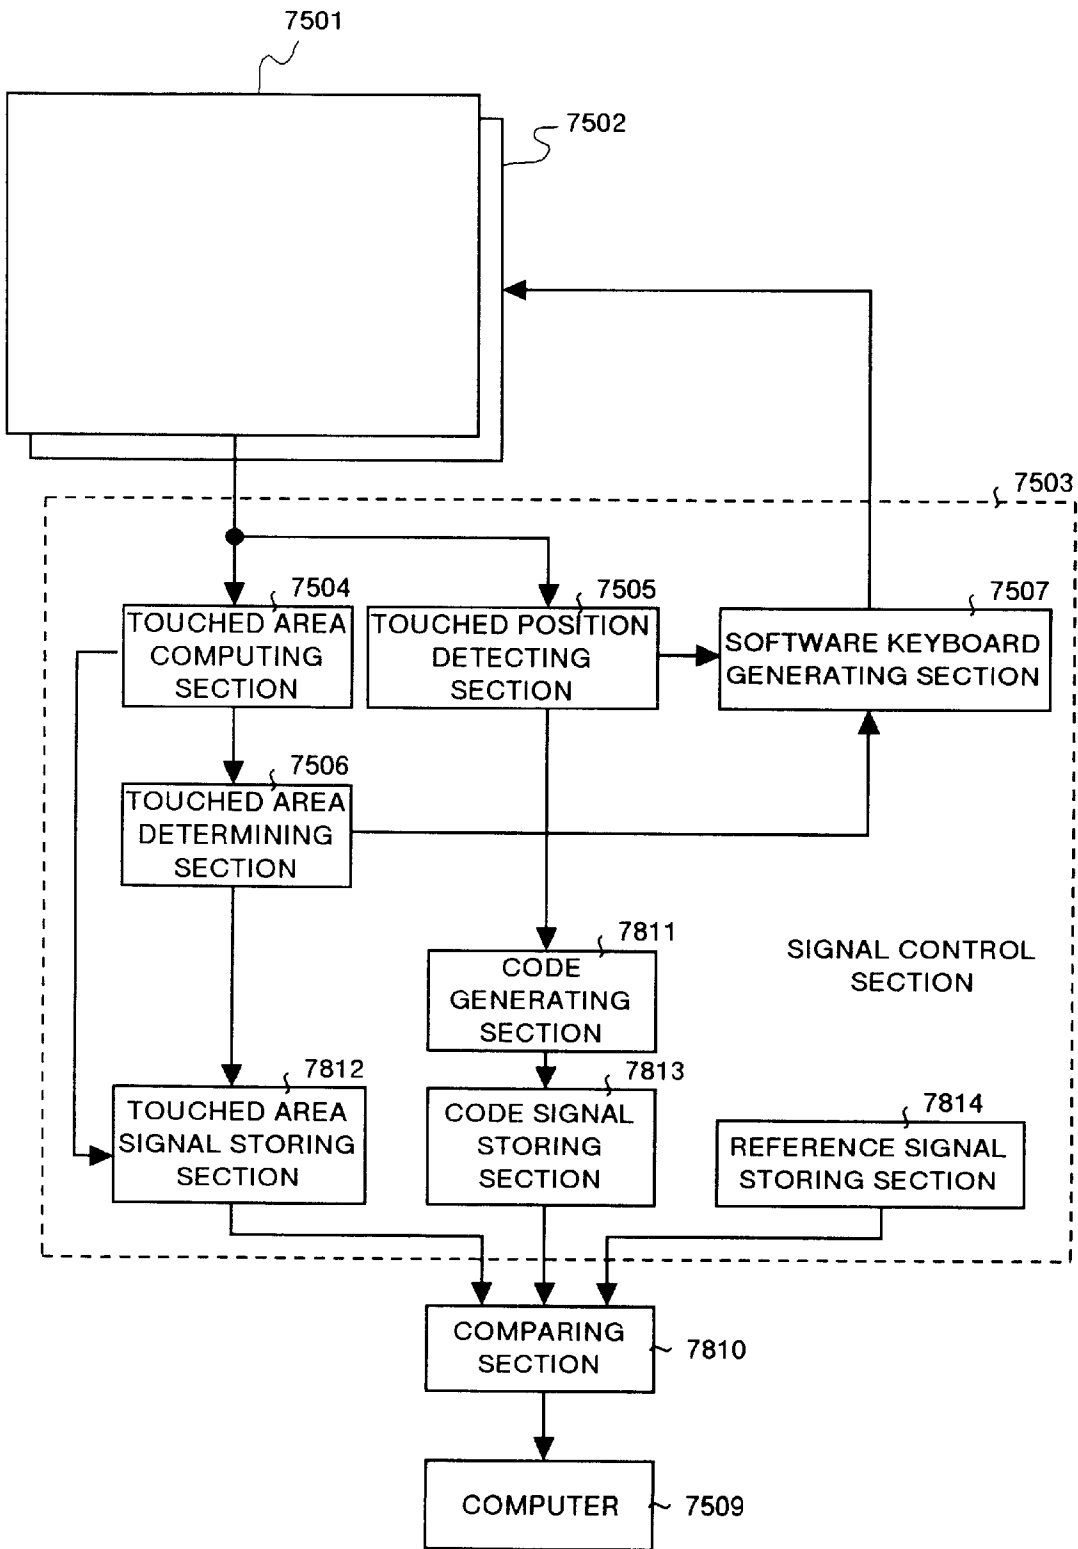 7501
7502
7503
7504
TOUCHED AREA
COMPUTING
SECTION
7505
TOUCHED POSITION
DETECTING
SECTION
7507
SOFTWARE KEYBOARD
GENERATING SECTION
7506
TOUCHED AREA
DETERMINING
SECTION
7811
CODE
GENERATING
SECTION
SIGNAL CONTROL
SECTION
7812
TOUCHED AREA
SIGNAL STORING
SECTION
7813
CODE SIGNAL
STORING
SECTION
7814
REFERENCE SIGNAL
STORING SECTION
COMPARING
SECTION
7810
COMPUTER
7509